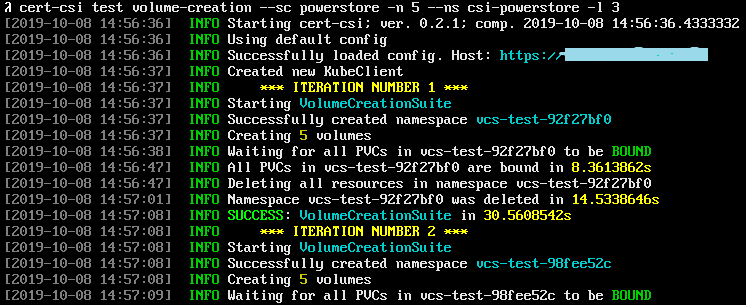 λ cert-csi test volume-creation --sc powerstore -n 5 --ns csi-powerstore -l 3
[2019-10-08 14:56:36]  INFO Starting cert-csi; ver. 0.2.1; comp. 2019-10-08 14:56:36.4333332
[2019-10-08 14:56:36]  INFO Using default config
[2019-10-08 14:56:36]  INFO Successfully loaded config. Host: https:/
[2019-10-08 14:56:37]  INFO Created new KubeClient
[2019-10-08 14:56:37]  INFO     *** ITERATION NUMBER 1 ***
[2019-10-08 14:56:37]  INFO Starting VolumeCreationSuite
[2019-10-08 14:56:37]  INFO Successfully created namespace vcs-test-92f27bf0
[2019-10-08 14:56:37]  INFO Creating 5 volumes
[2019-10-08 14:56:38]  INFO Waiting for all PVCs in vcs-test-92f27bf0 to be BOUND
[2019-10-08 14:56:47]  INFO All PVCs in vcs-test-92f27bf0 are bound in 8.3613862s
[2019-10-08 14:56:47]  INFO Deleting all resources in namespace vcs-test-92f27bf0
[2019-10-08 14:57:01]  INFO Namespace vcs-test-92f27bf0 was deleted in 14.5338646s
[2019-10-08 14:57:08]  INFO SUCCESS: VolumeCreationSuite in 30.5608542s
[2019-10-08 14:57:08]  INFO     *** ITERATION NUMBER 2 ***
[2019-10-08 14:57:08]  INFO Starting VolumeCreationSuite
[2019-10-08 14:57:08]  INFO Successfully created namespace vcs-test-98fee52c
[2019-10-08 14:57:08]  INFO Creating 5 volumes
[2019-10-08 14:57:09]  INFO Waiting for all PVCs in vcs-test-98fee52c to be BOUND